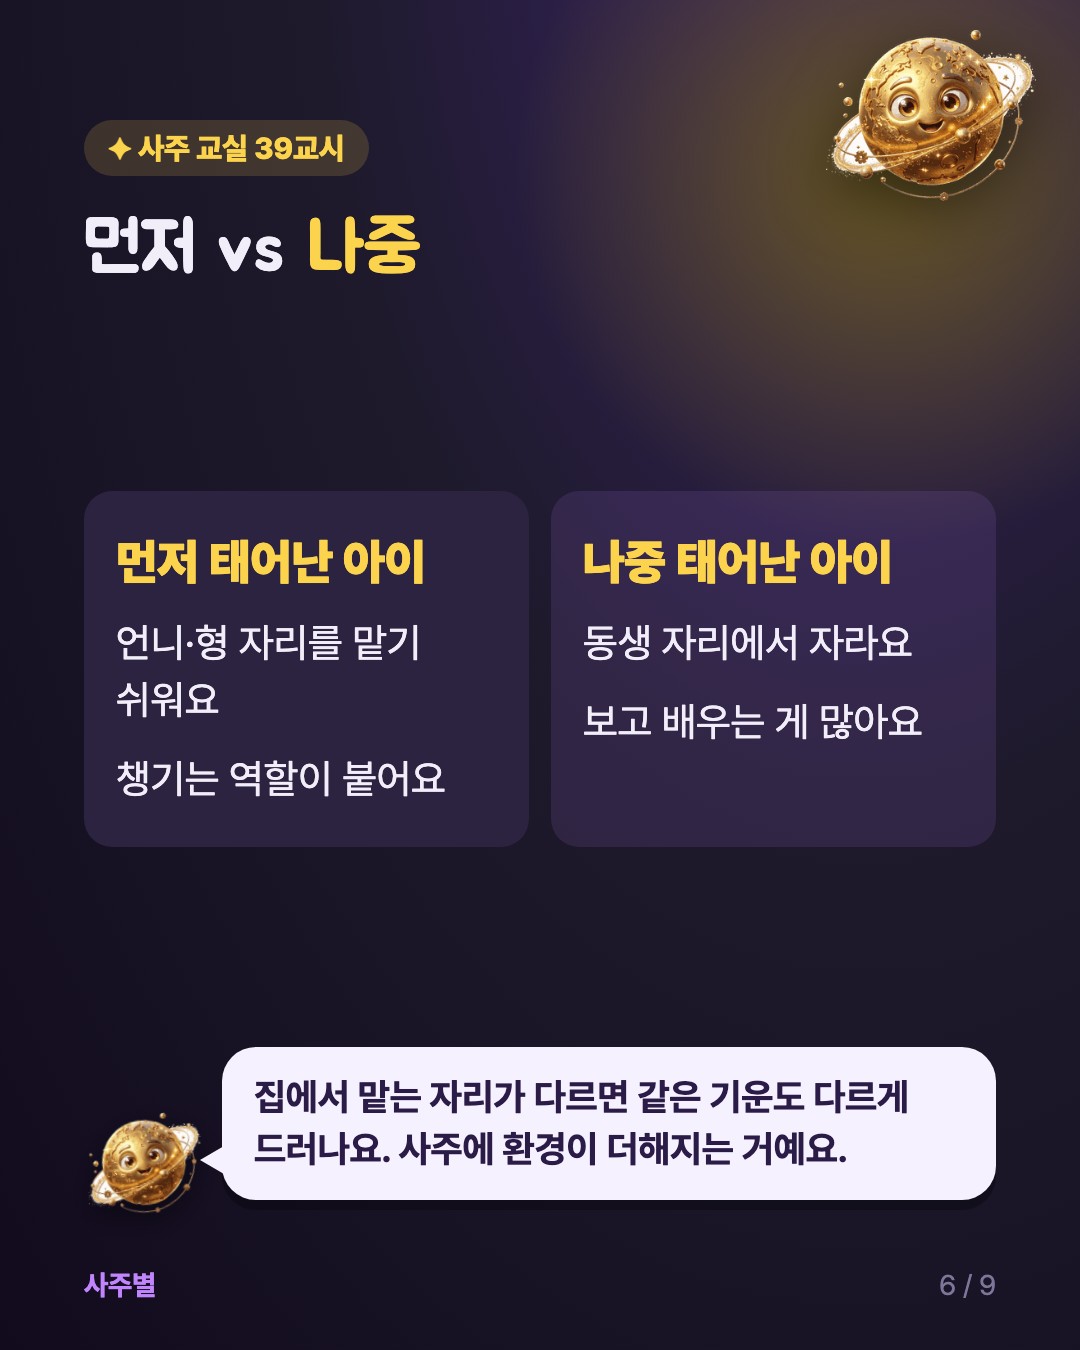 ✦ 사주 교실 39교시
먼저 vs 나중
먼저 태어난 아이
언니·형 자리를 맡기
쉬워요
챙기는 역할이 붙어요
나중 태어난 아이
동생 자리에서 자라요
보고 배우는 게 많아요
집에서 맡는 자리가 다르면 같은 기운도 다르게
드러나요. 사주에 환경이 더해지는 거예요.
사주별
6 / 9